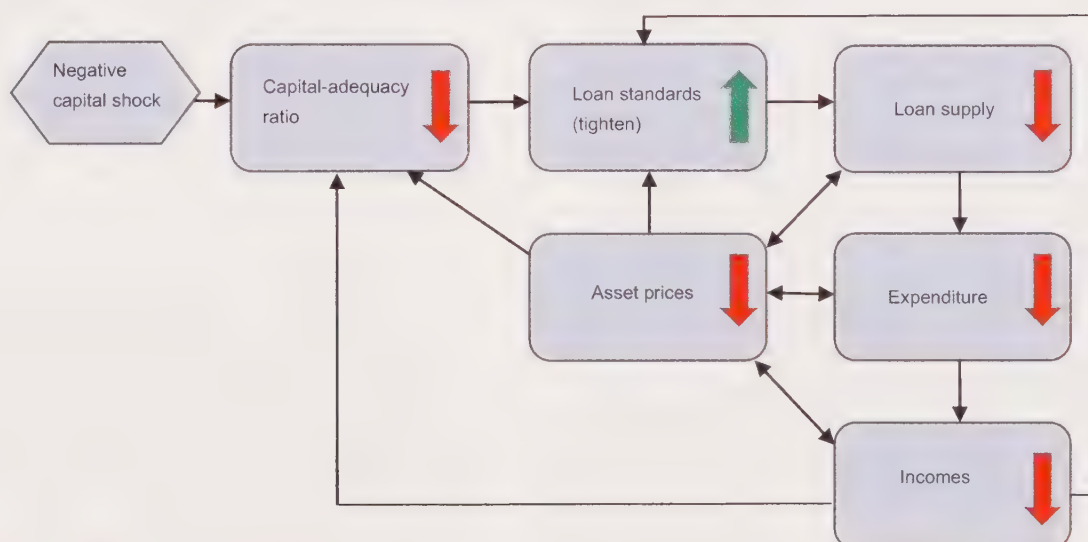 Negative
capital shock
Capital-adequacy
ratio
Loan standards
(tighten)
Loan supply
Asset prices
Expenditure
Incomes